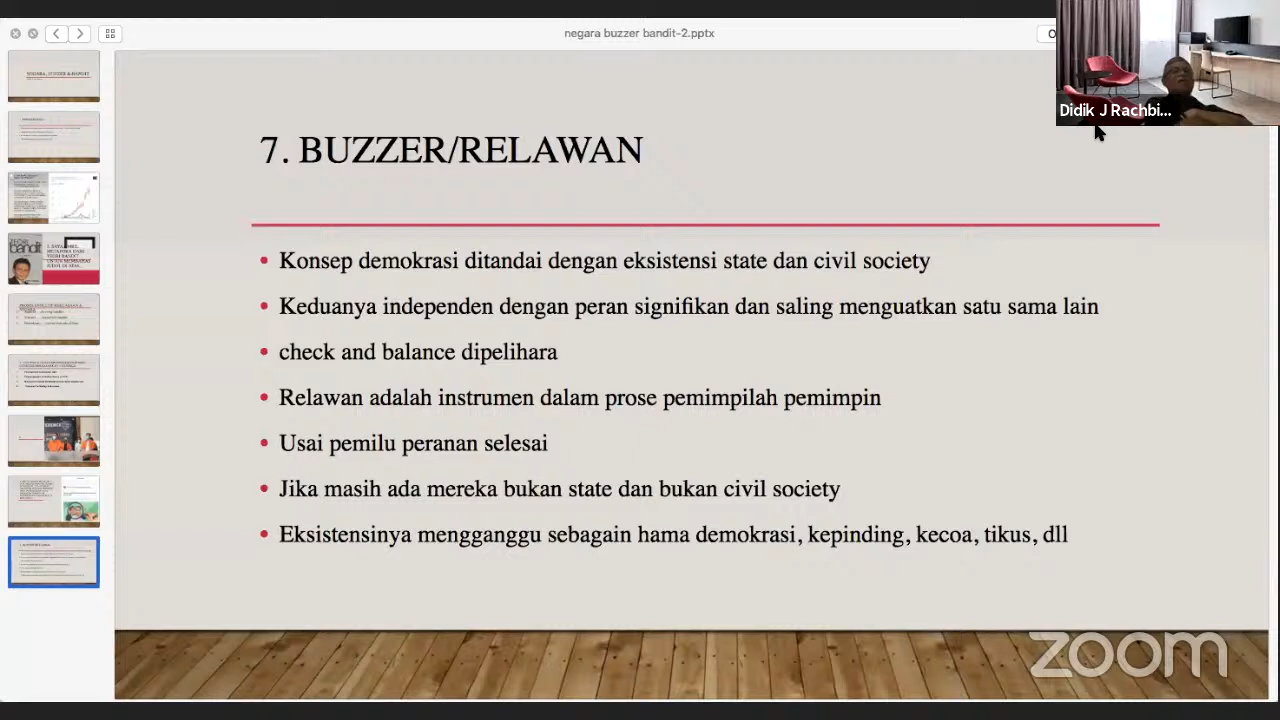 negara buzzer bandit-2.pptx
Didik J Rachbi...
7. BUZZER/RELAWAN
• Konsep demokrasi ditandai dengan eksistensi state dan civil society
• Keduanya independen dengan peran signifikan dan saling menguatkan satu sama lain
• check and balance dipelihara
• Relawan adalah instrumen dalam prose pemimpilah pemimpin
• Usai pemilu peranan selesai
• Jika masih ada mereka bukan state dan bukan civil society
• Eksistensinya mengganggu sebagain hama demokrasi, kepinding, kecoa, tikus, dll
zoom